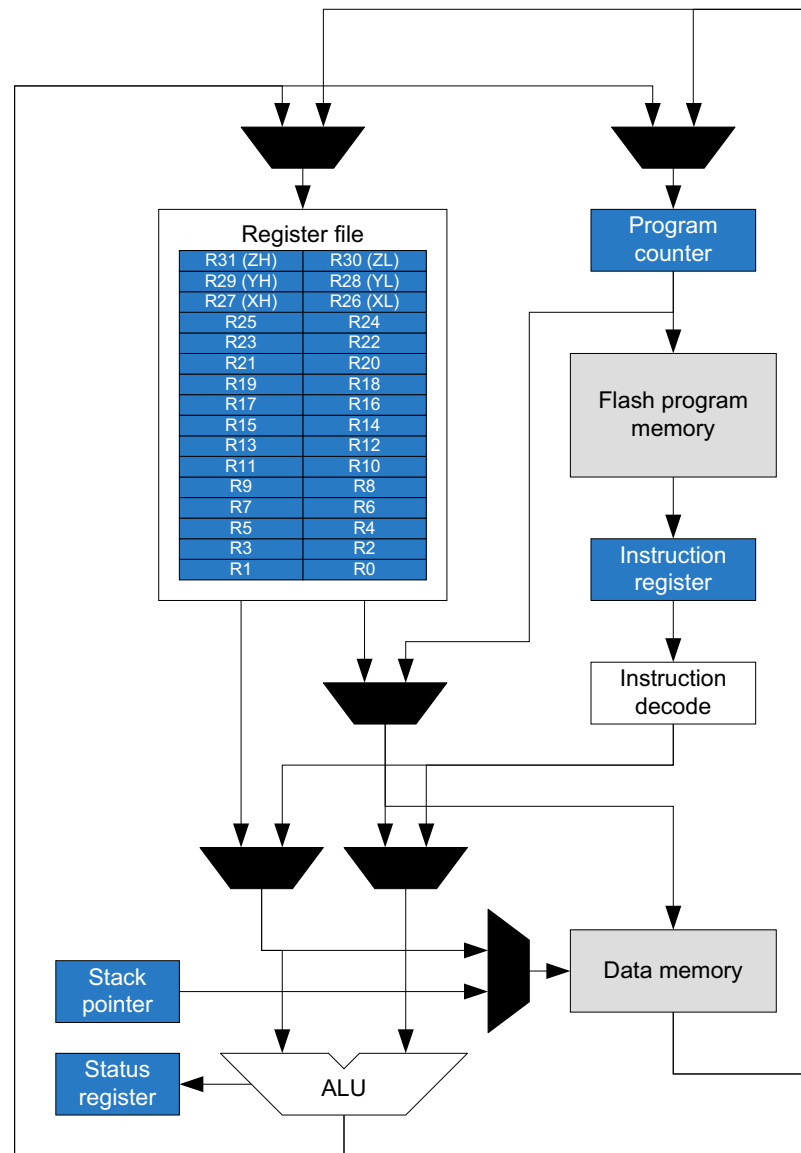 Register file
R31 (ZH) R30 (ZL)
R29 (YH) R28 (YL)
R27 (XH) R26 (XL)
R25 R24
R23 R22
R21 R20
R19 R18
R17 R16
R15 R14
R13 R12
R11 R10
R9 R8
R7 R6
R5 R4
R3 R2
R1 R0
Program
counter
Flash program
memory
Instruction
register
Instruction
decode
Stack
pointer
Data memory
Status
register
ALU